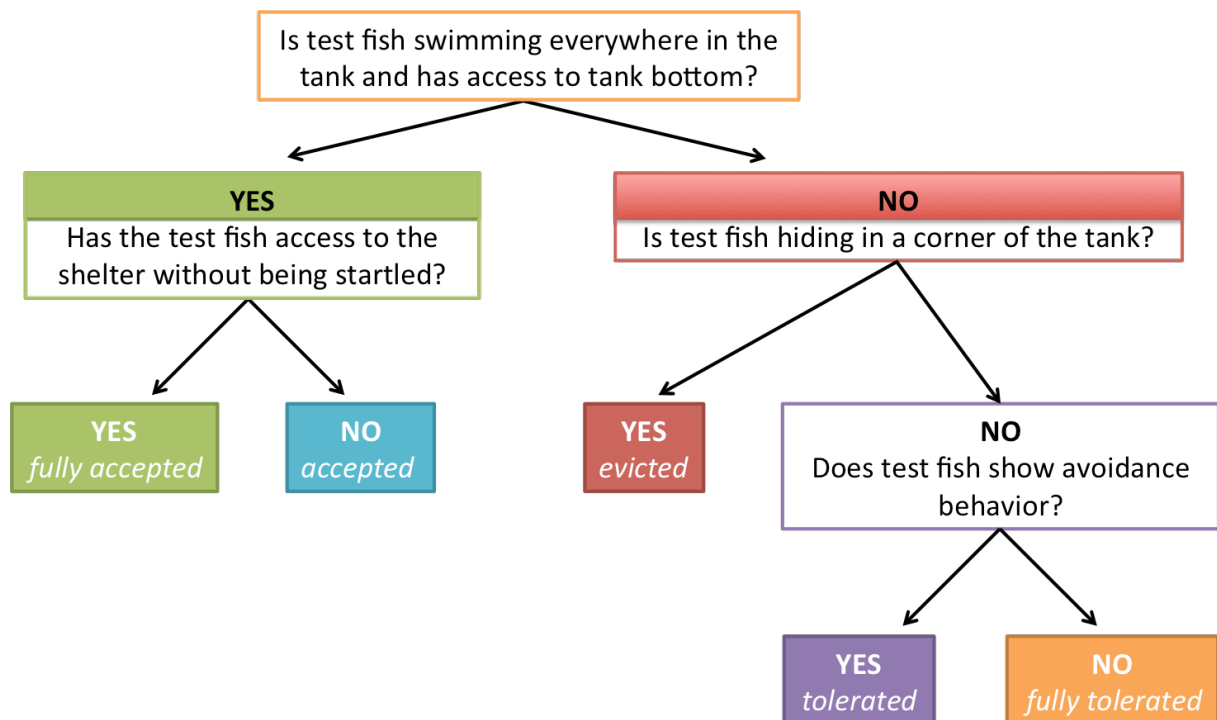 Is test fish swimming everywhere in the
tank and has access to tank bottom?
YES
Has the test fish access to the
shelter without being startled?
NO
Is test fish hiding in a corner of the tank?
YES
fully accepted
NO
accepted
YES
evicted
NO
Does test fish show avoidance
behavior?
YES
tolerated
NO
fully tolerated